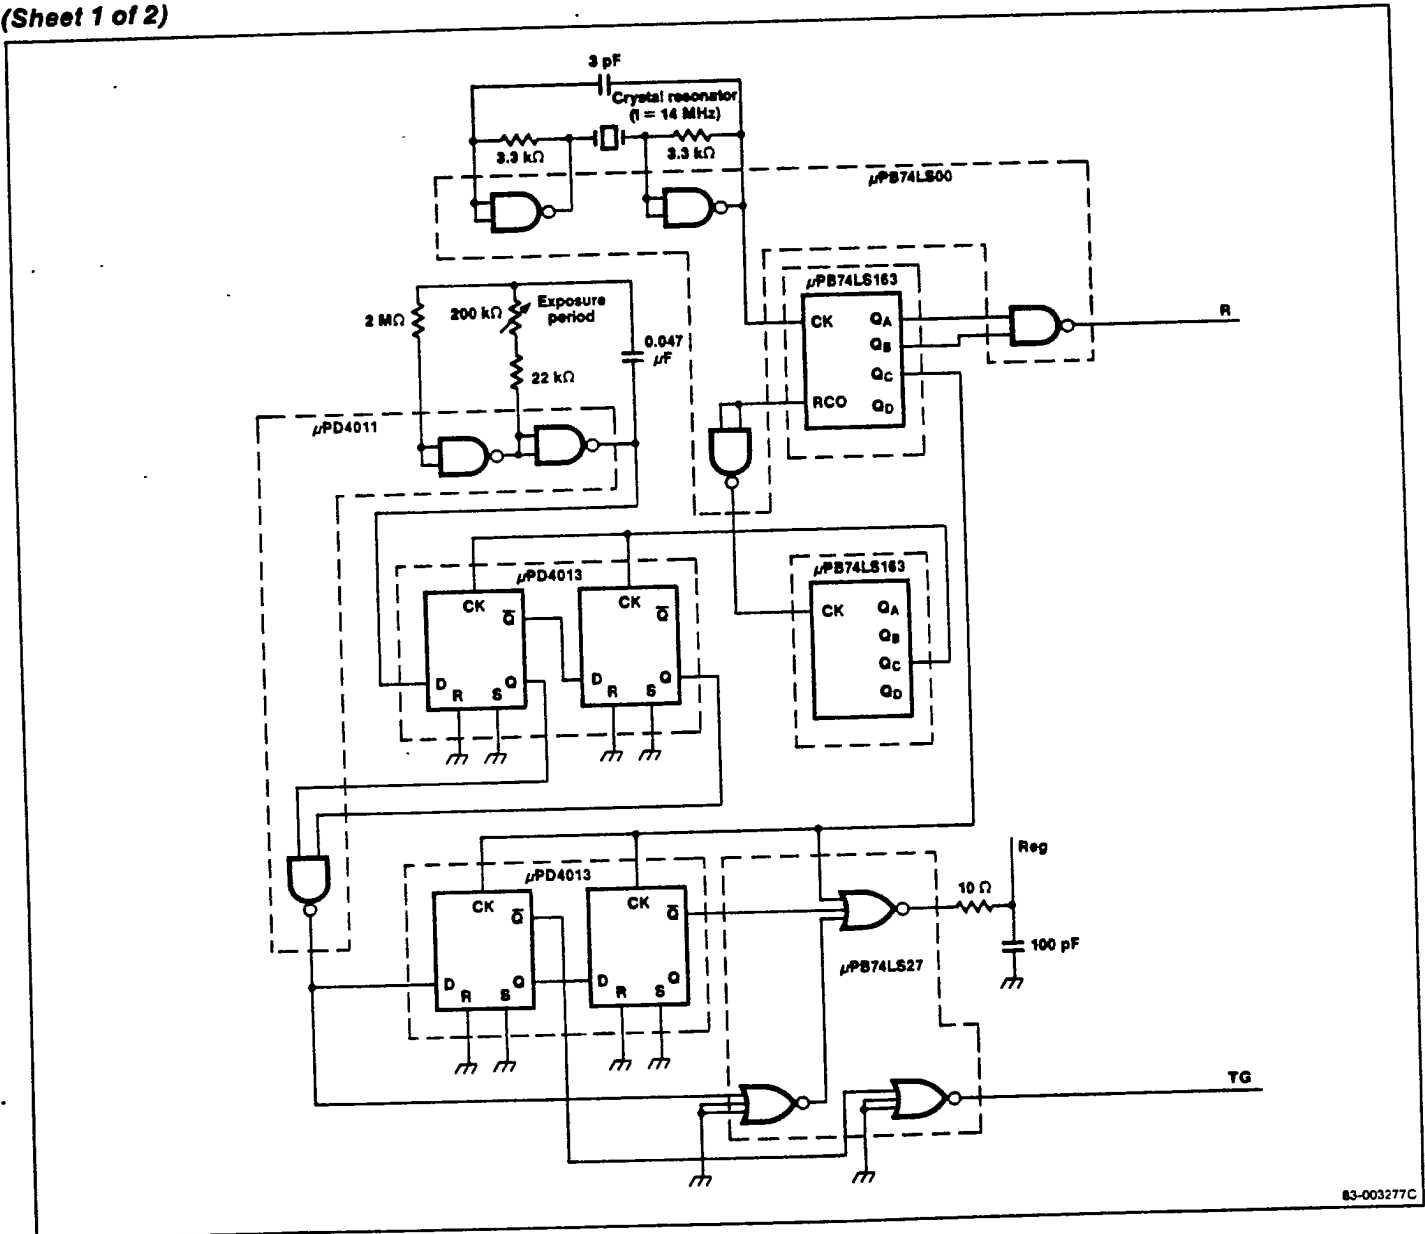 (Sheet 1 of 2)
3 pF
Crystal resonator
(f = 14 MHz)
3.3 kΩ
3.3 kΩ
μPB74LS00
μPB74LS163
2 MΩ
200 kΩ
Exposure
period
0.047
μF
22 kΩ
CK
QA
QB
QC
RCO
QD
R
μPD4011
μPD4013
μPB74LS163
CK
Q̅
CK
Q̅
CK
QA
QB
QC
QD
D
R
S
Q
D
R
S
Q
Reg
μPD4013
10 Ω
CK
Q̅
CK
Q̅
100 pF
μPB74LS27
D
R
S
Q
D
R
S
Q
TG
83-003277C